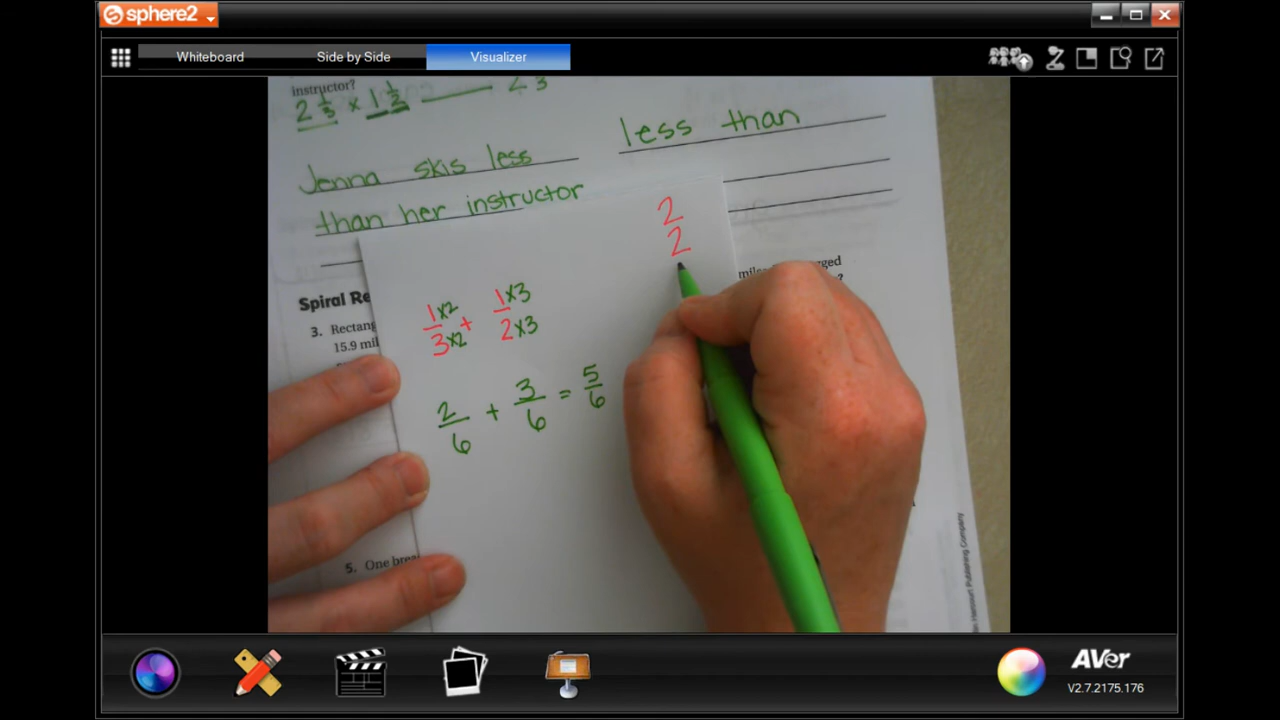 sphere2
Whiteboard Side by Side Visualizer
instructor?
2 1/3 × 1 1/2 ____ < 3
Jenna skis less
than her instructor
less than
2
2
Spiral Re
3. Rectang
15.9 mil
1×2/3×2 + 1×3/2×3
2/6 + 3/6 = 5/6
5. One brea
AVer
V2.7.2175.176